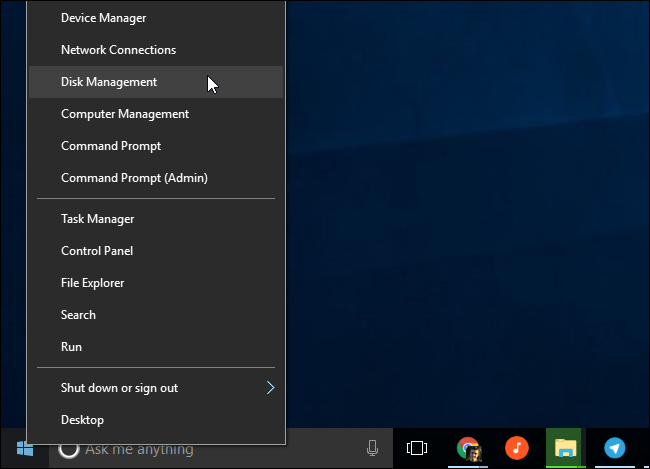 Device Manager
Network Connections
Disk Management
Computer Management
Command Prompt
Command Prompt (Admin)
Task Manager
Control Panel
File Explorer
Search
Run
Shut down or sign out
Desktop
Ask me anything